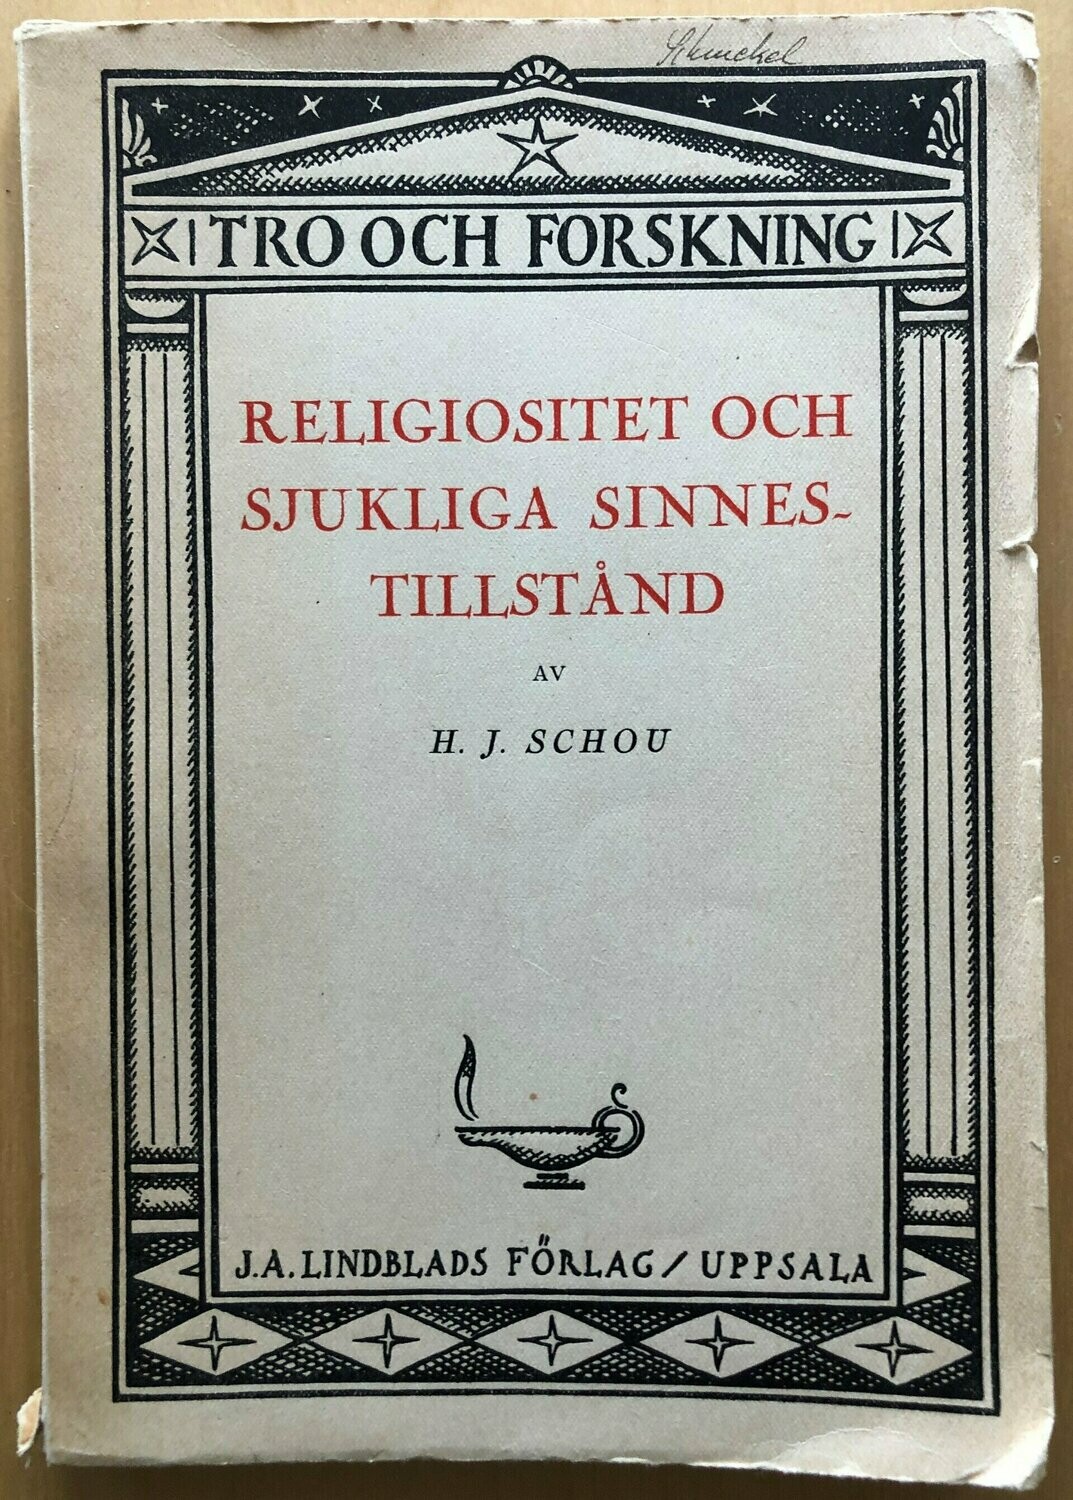 TRO OCH FORSKNING
RELIGIOSITET OCH
SJUKLIGA SINNES-
TILLSTÅND
AV
H. J. SCHOU
J.A. LINDBLADS FÖRLAG / UPPSALA